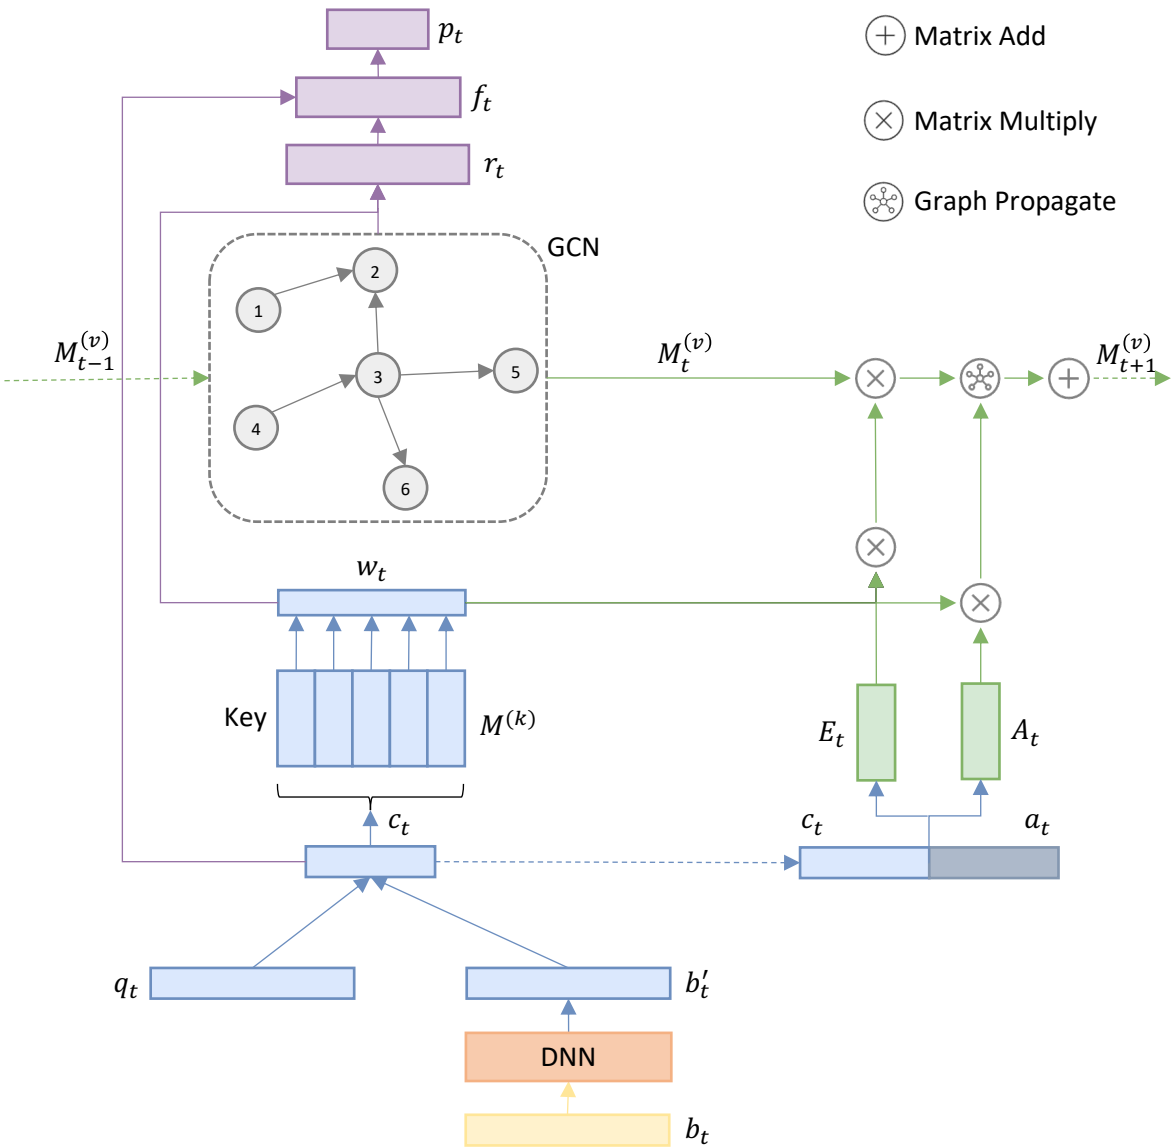 p_t
Matrix Add
f_t
Matrix Multiply
r_t
Graph Propagate
GCN
2
1
M_{t-1}^{(v)}
M_t^{(v)}
M_{t+1}^{(v)}
3
5
4
6
w_t
Key
M^{(k)}
E_t
A_t
c_t
c_t
a_t
q_t
b'_t
DNN
b_t